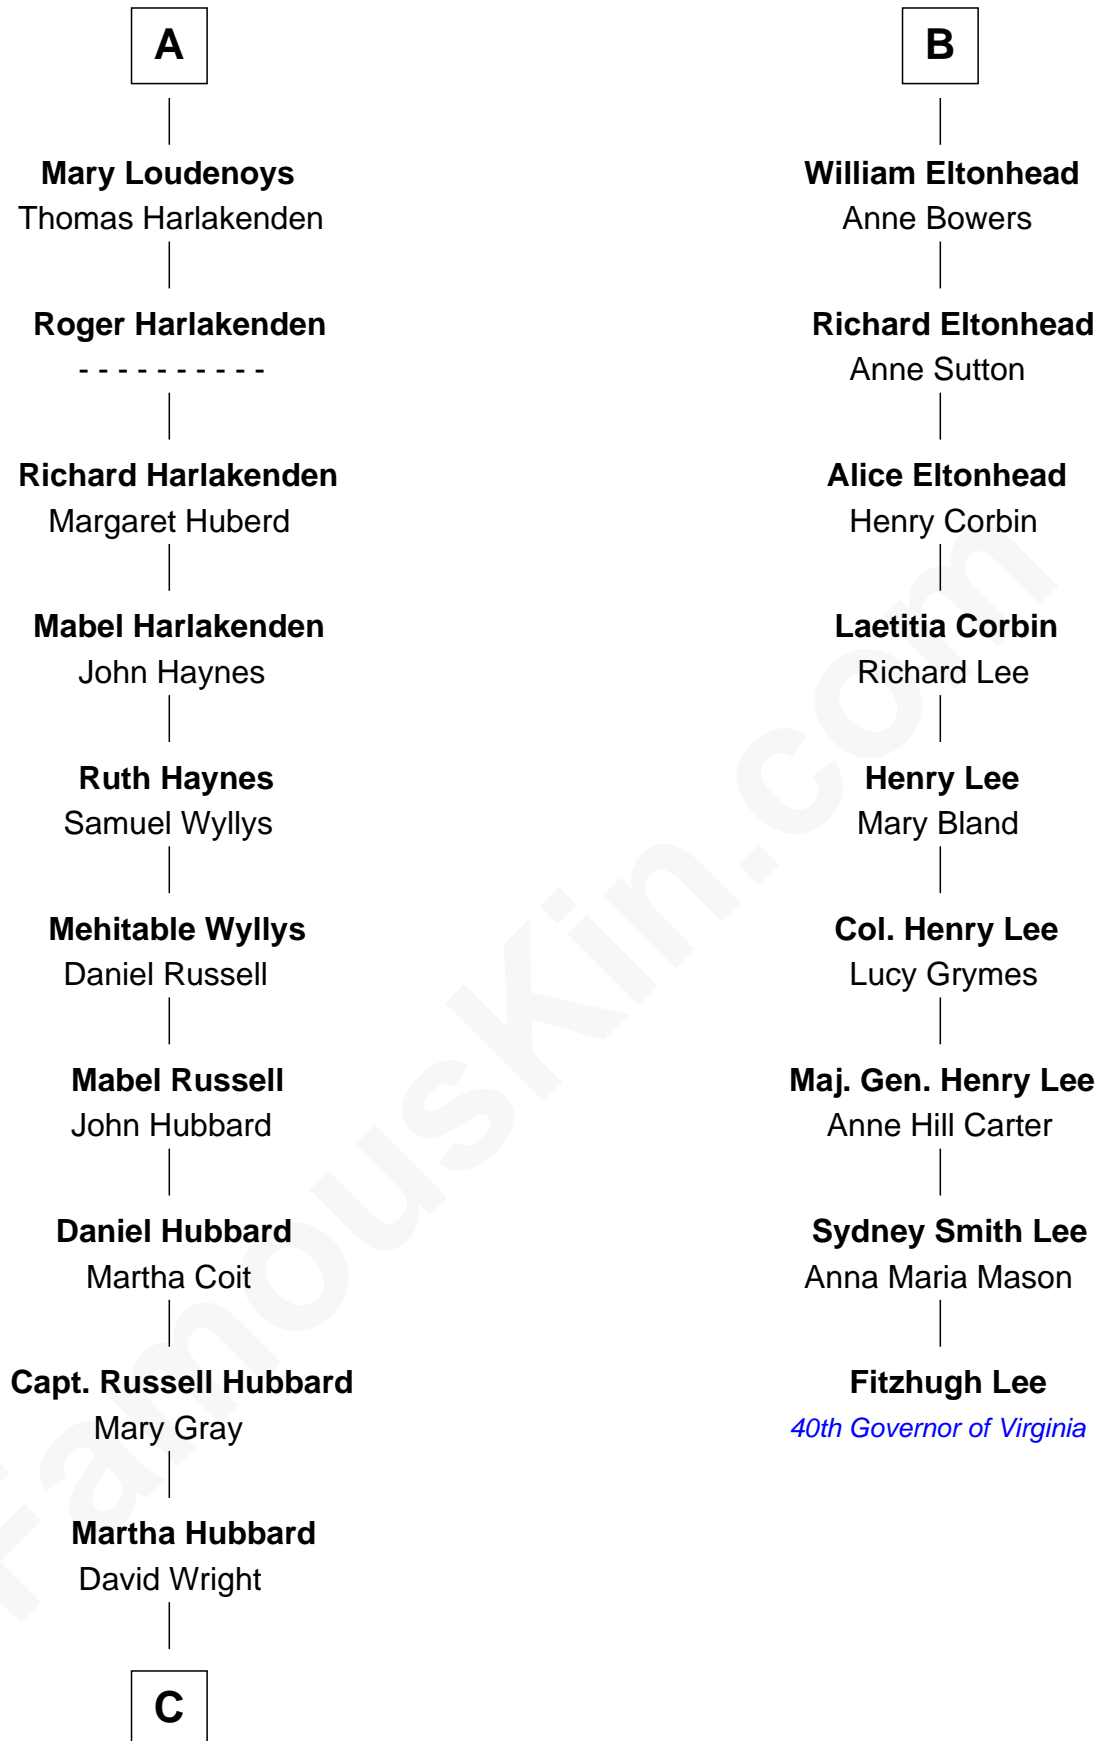 A
Mary Loudenoys
Thomas Harlakenden
Roger Harlakenden
- - - - - - - - - -
Richard Harlakenden
Margaret Huberd
Mabel Harlakenden
John Haynes
Ruth Haynes
Samuel Wyllys
Mehitable Wyllys
Daniel Russell
Mabel Russell
John Hubbard
Daniel Hubbard
Martha Coit
Capt. Russell Hubbard
Mary Gray
Martha Hubbard
David Wright
C
B
William Eltonhead
Anne Bowers
Richard Eltonhead
Anne Sutton
Alice Eltonhead
Henry Corbin
Laetitia Corbin
Richard Lee
Henry Lee
Mary Bland
Col. Henry Lee
Lucy Grymes
Maj. Gen. Henry Lee
Anne Hill Carter
Sydney Smith Lee
Anna Maria Mason
Fitzhugh Lee
40th Governor of Virginia
FamousKin.com